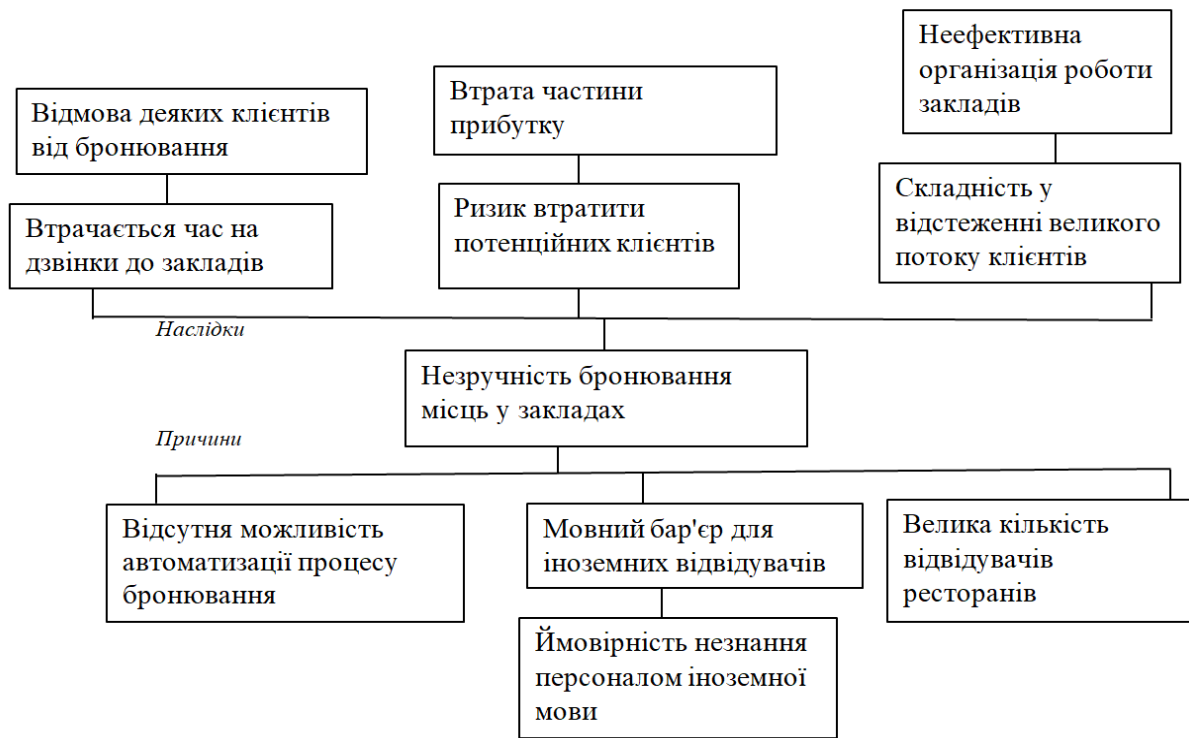 Неефективна
організація роботи
закладів
Відмова деяких клієнтів
від бронювання
Втрата частини
прибутку
Складність у
відстеженні великого
потоку клієнтів
Втрачається час на
дзвінки до закладів
Ризик втратити
потенційних клієнтів
Наслідки
Незручність бронювання
місць у закладах
Причини
Відсутня можливість
автоматизації процесу
бронювання
Мовний бар'єр для
іноземних відвідувачів
Велика кількість
відвідувачів
ресторанів
Ймовірність незнання
персоналом іноземної
мови